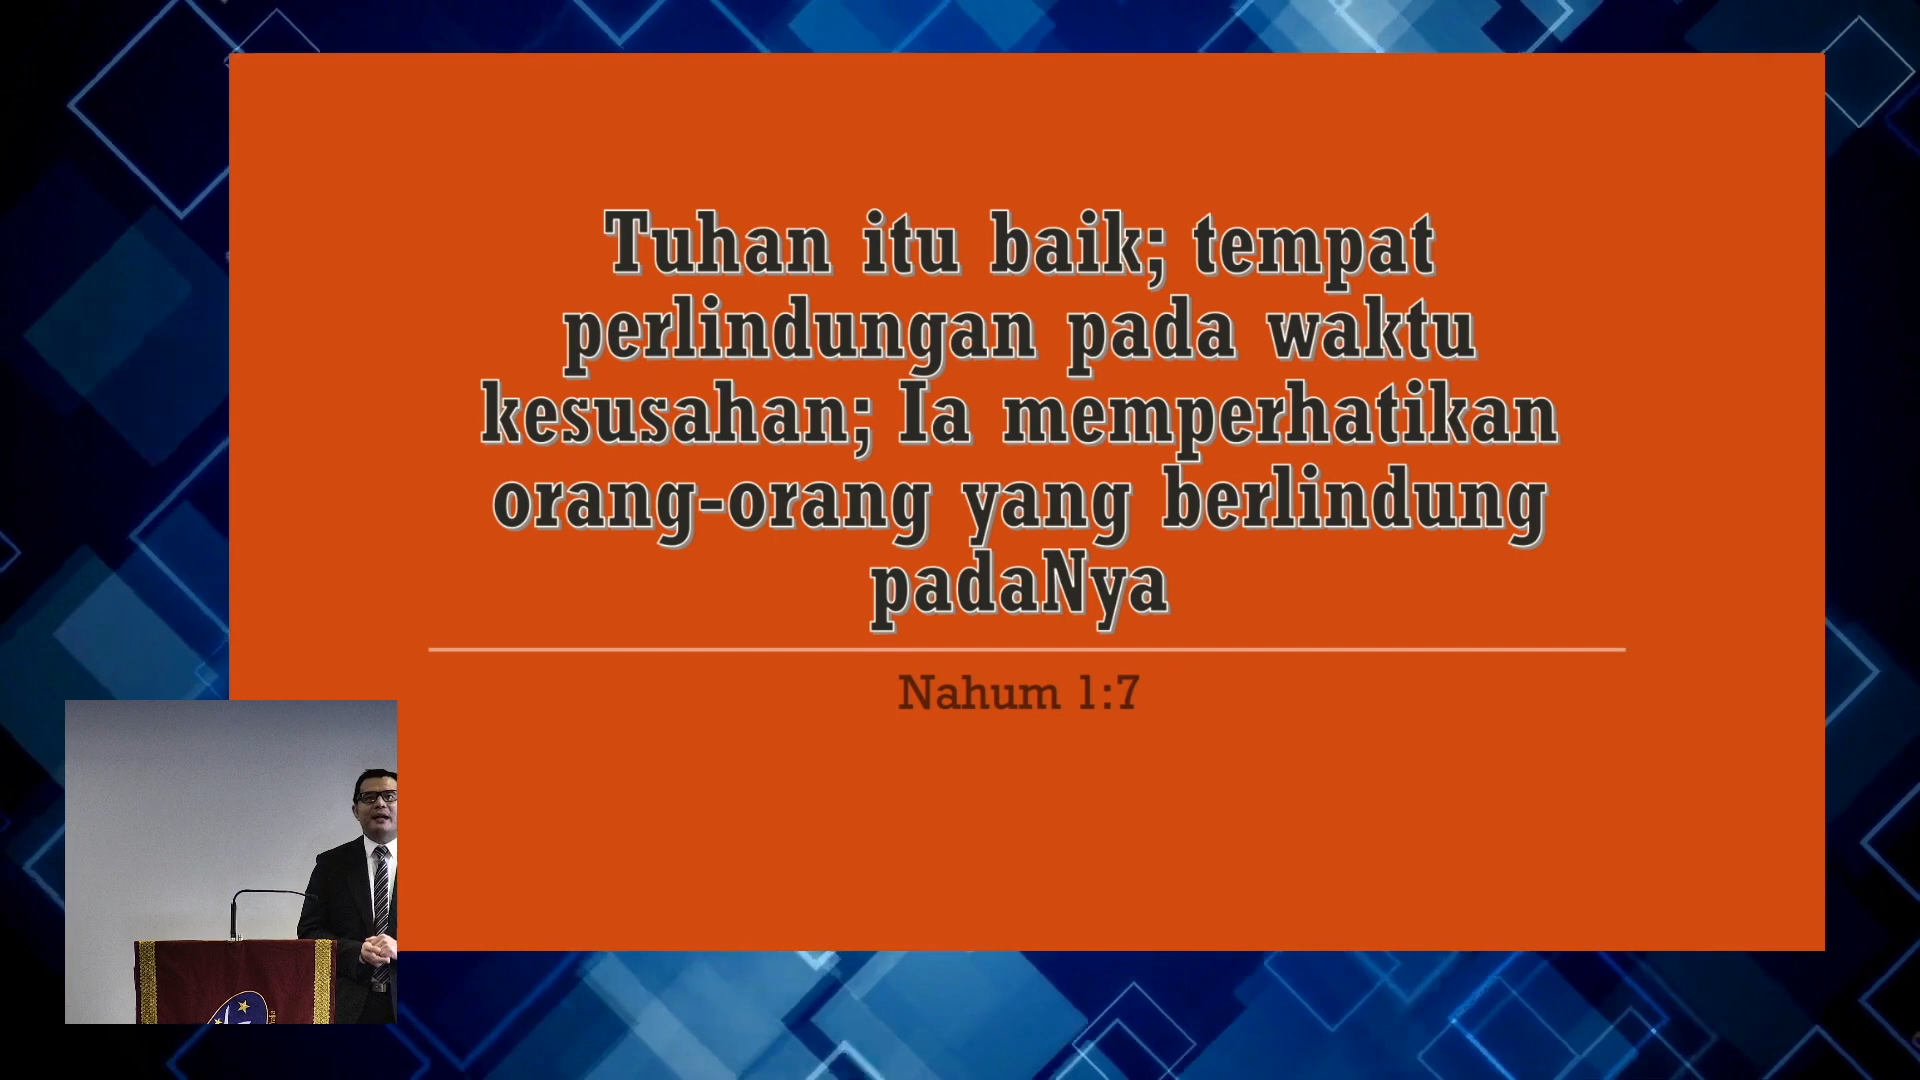 Tuhan itu baik; tempat
perlindungan pada waktu
kesusahan; Ia memperhatikan
orang-orang yang berlindung
padaNya
Nahum 1:7